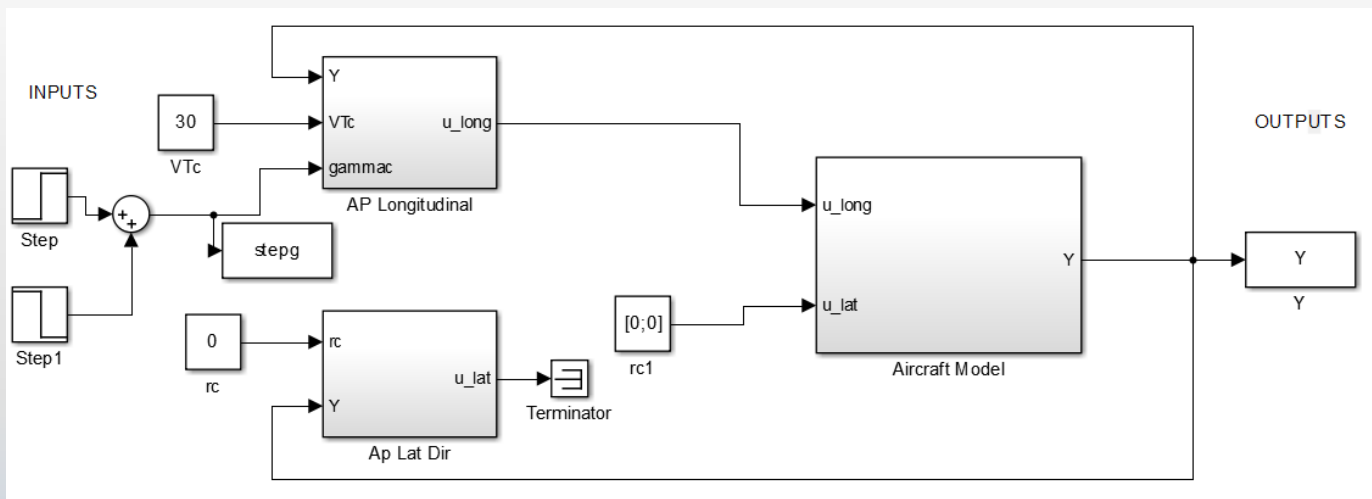 INPUTS
OUTPUTS
Y
VTc
gammac
u_long
AP Longitudinal
30
VTc
Step
+
+
stepg
Step1
0
rc
rc
Y
u_lat
Ap Lat Dir
Terminator
[0;0]
rc1
u_long
u_lat
Y
Aircraft Model
Y
Y